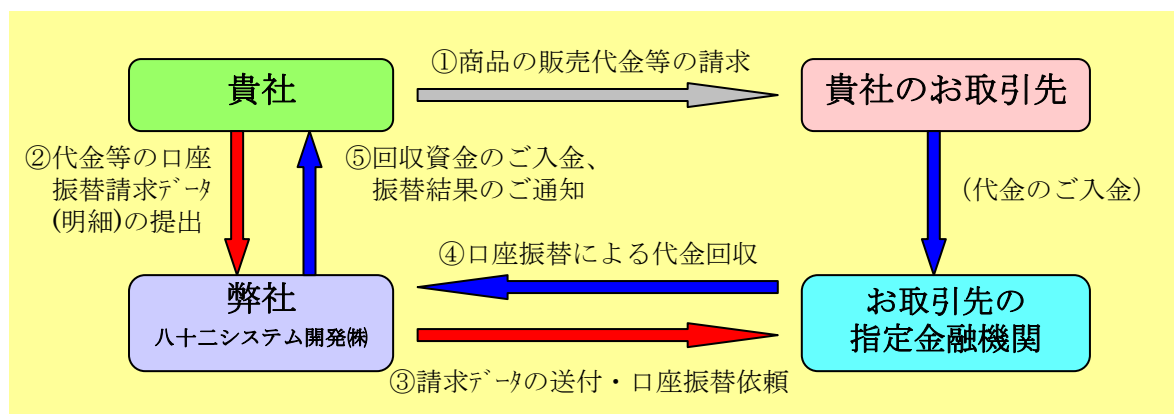 ①商品の販売代金等の請求
貴社
貴社のお取引先
②代金等の口座
振替請求ﾃﾞｰﾀ
(明細)の提出
⑤回収資金のご入金、
振替結果のご通知
(代金のご入金)
④口座振替による代金回収
弊社
八十二システム開発㈱
お取引先の
指定金融機関
③請求ﾃﾞｰﾀの送付・口座振替依頼